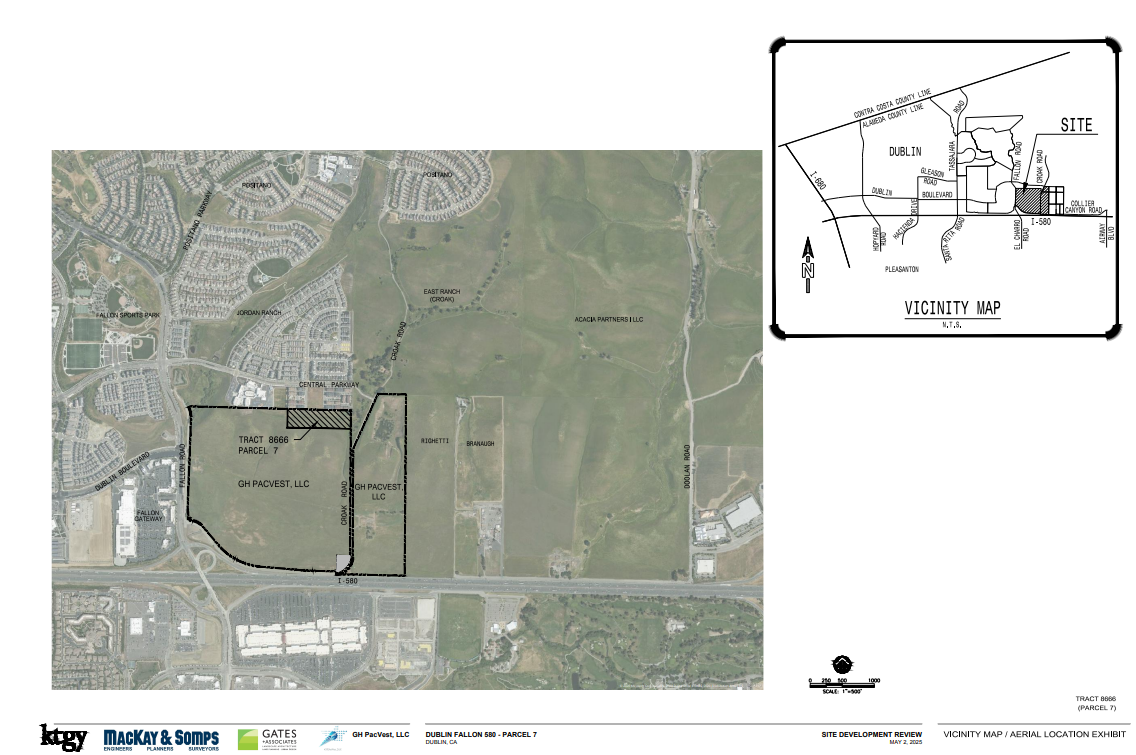 CONTRA COSTA COUNTY LINE
ALAMEDA COUNTY LINE
ROAD
SITE
DUBLIN
TASSAJARA
FALLON ROAD
CROAK ROAD
I-680
GLEASON
ROAD
DUBLIN
BOULEVARD
COLLIER
CANYON ROAD
I-580
HOPYARD
ROAD
HACIENDA
DRIVE
SANTA RITA ROAD
EL CHARRO
ROAD
AIRWAY
BLVD
N
PLEASANTON
VICINITY MAP
N.T.S.
POSITANO
POSITANO
POSITANO PARKWAY
EAST RANCH
(CROAK)
FALLON SPORTS PARK
JORDAN RANCH
ACACIA PARTNERS I LLC
CROAK ROAD
CENTRAL PARKWAY
TRACT 8666
PARCEL 7
RIGHETTI
BRANAUGH
DUBLIN BOULEVARD
FALLON ROAD
GH PACVEST, LLC
GH PACVEST,
LLC
CROAK ROAD
DOOLAN ROAD
FALLON
GATEWAY
I-580
0 250 500 1000
SCALE: 1"=500'
TRACT 8666
(PARCEL 7)
ktgy
MACKAY & SOMPS
ENGINEERS PLANNERS SURVEYORS
GATES
+ASSOCIATES
GH PacVest, LLC
DUBLIN FALLON 580 - PARCEL 7
DUBLIN, CA
SITE DEVELOPMENT REVIEW
MAY 2, 2025
VICINITY MAP / AERIAL LOCATION EXHIBIT